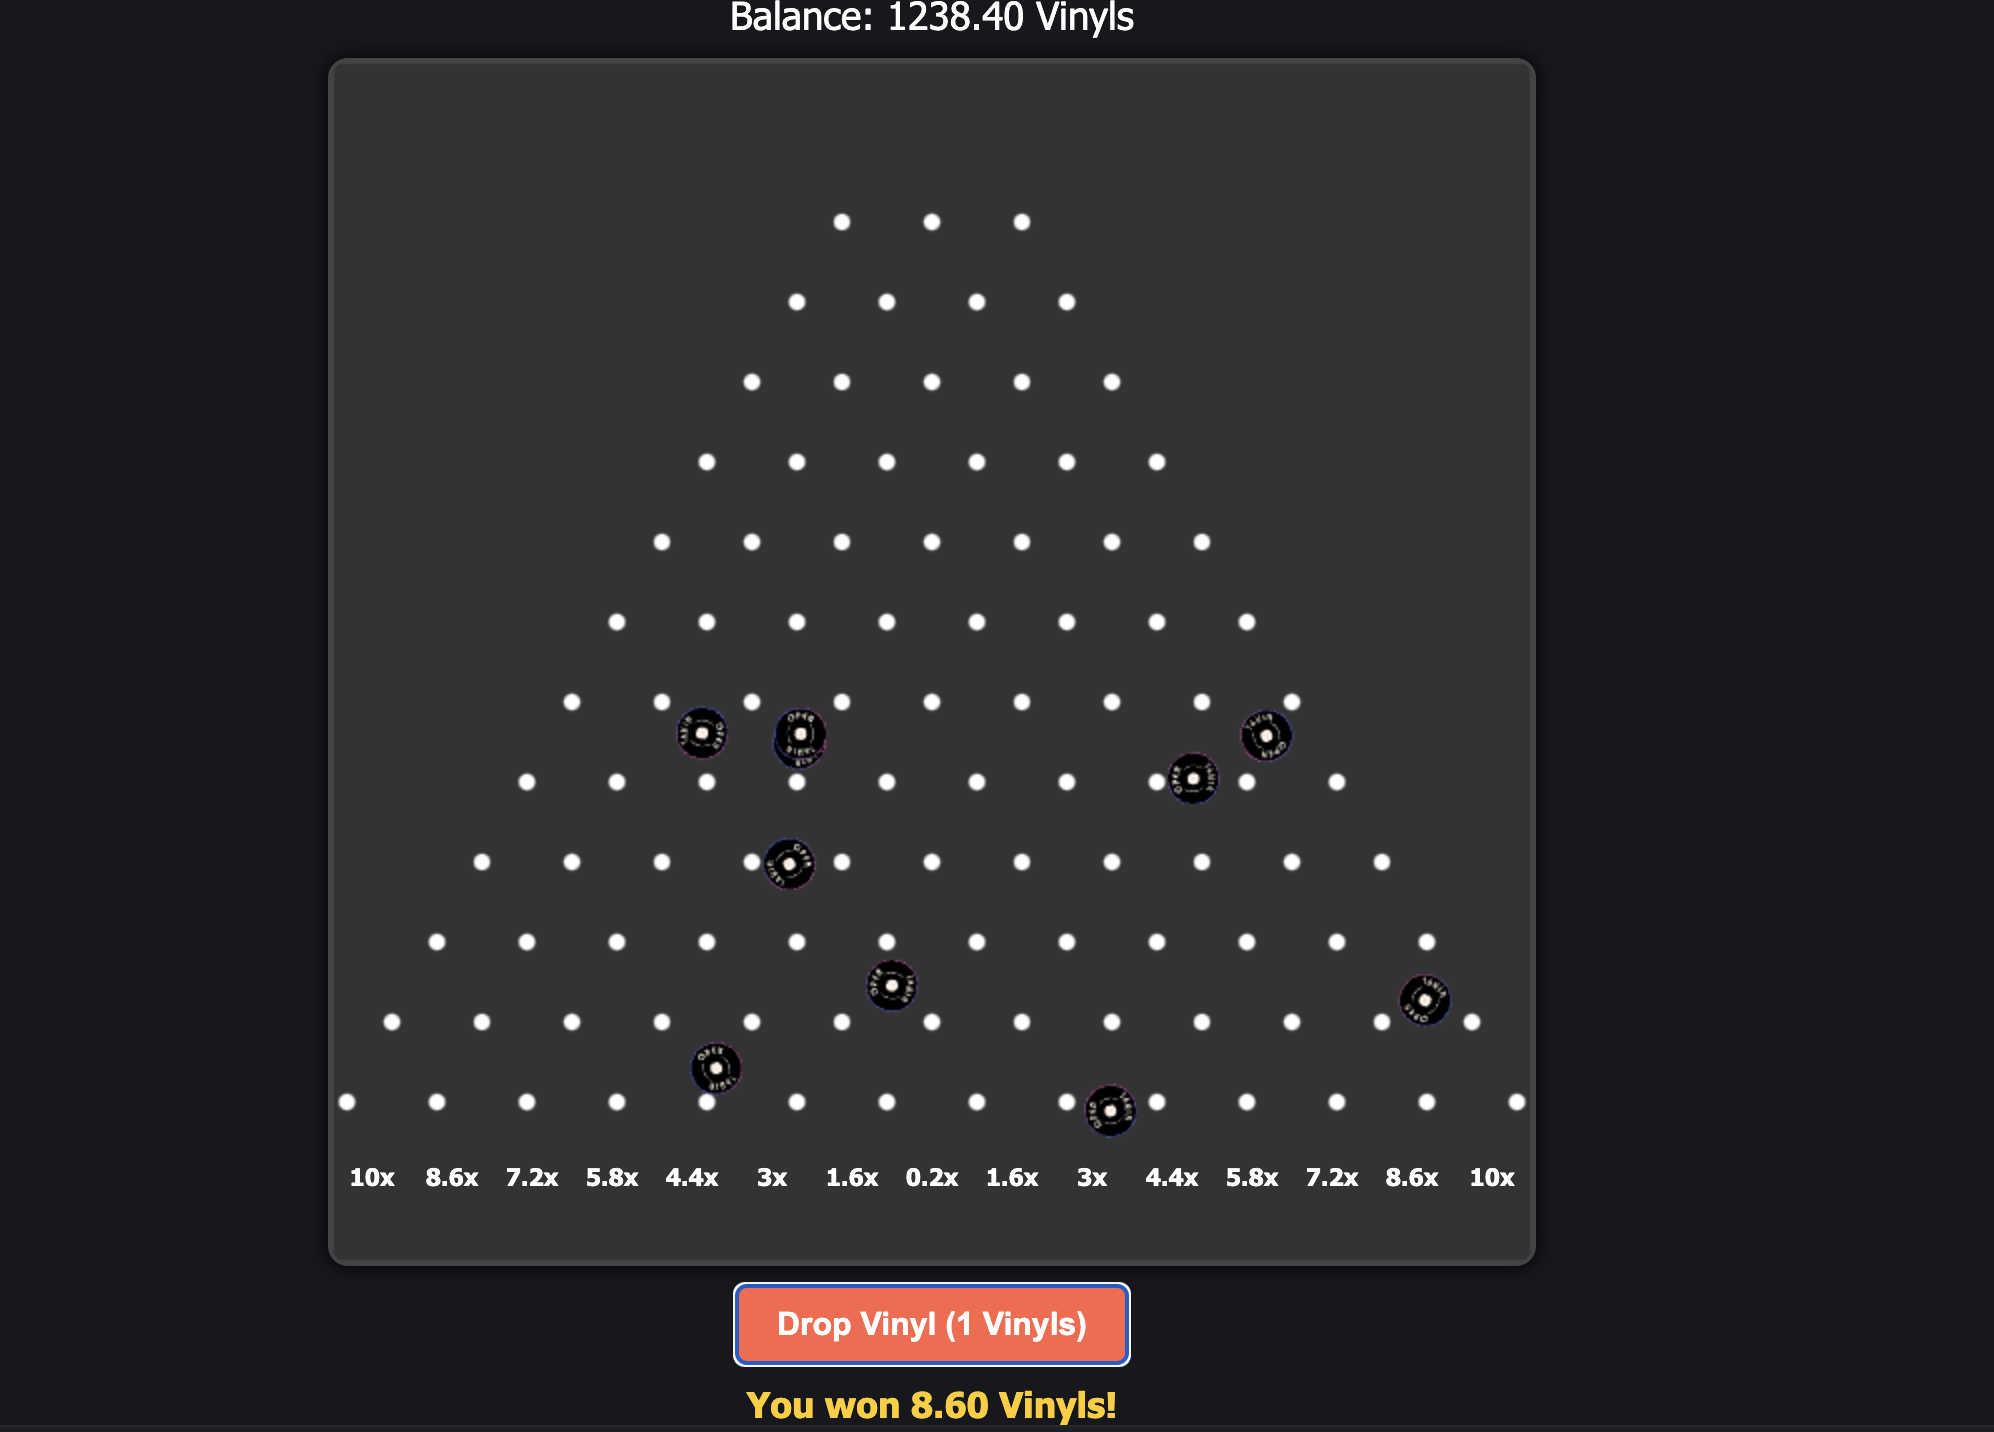 Balance: 1238.40 Vinyls
10x 8.6x 7.2x 5.8x 4.4x 3x 1.6x 0.2x 1.6x 3x 4.4x 5.8x 7.2x 8.6x 10x
Drop Vinyl (1 Vinyls)
You won 8.60 Vinyls!